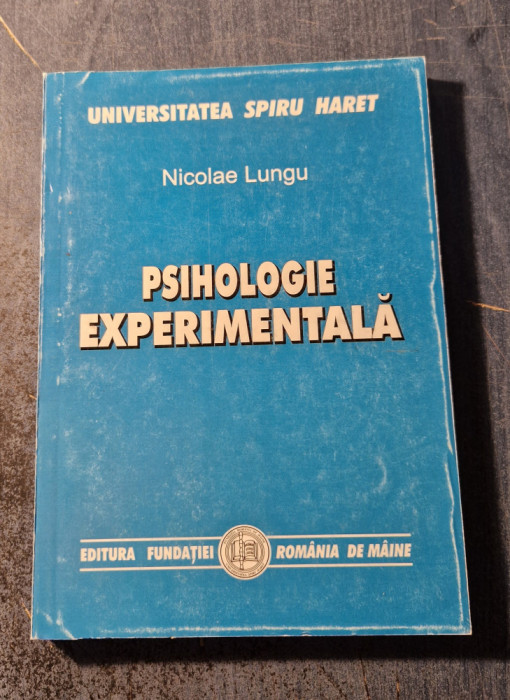 UNIVERSITATEA SPIRU HARET
Nicolae Lungu
PSIHOLOGIE
EXPERIMENTALĂ
EDITURA FUNDAȚIEI ROMÂNIA DE MÂINE